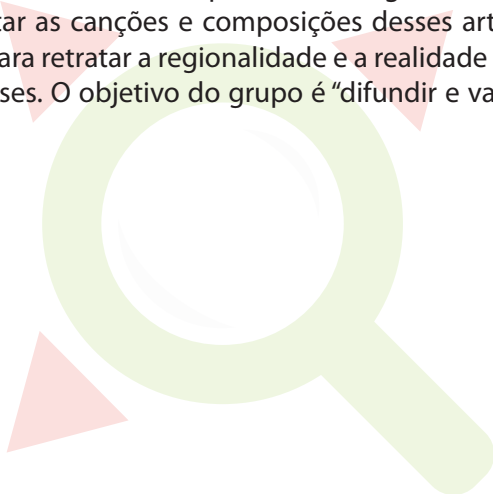 tar as canções e composições desses art
ara retratar a regionalidade e a realidade
ses. O objetivo do grupo é “difundir e va